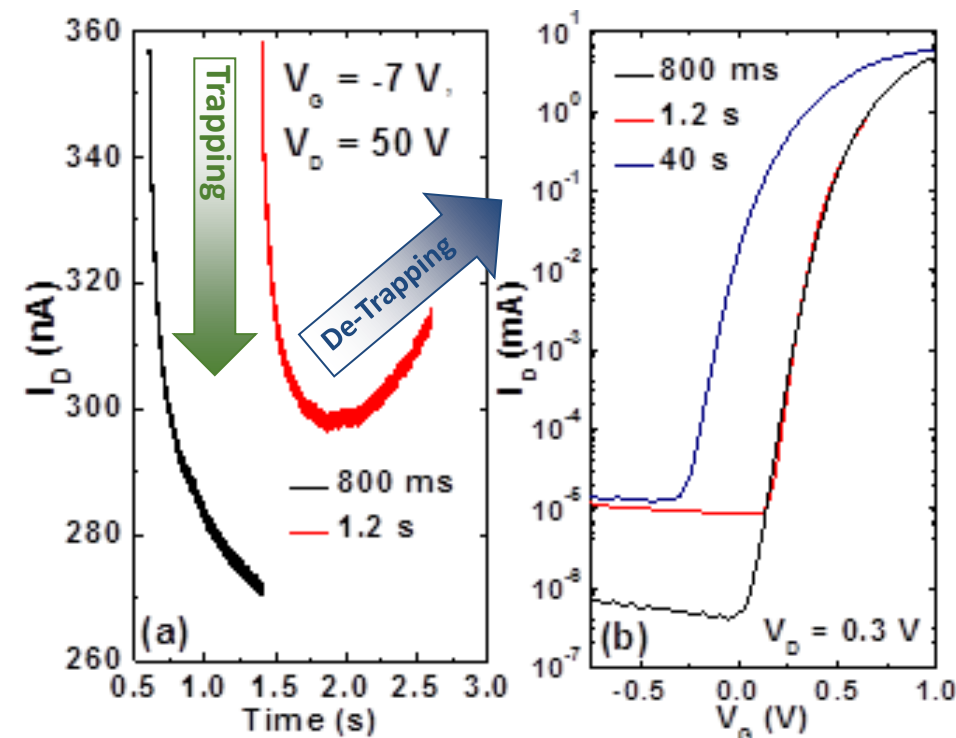 360
340
320
300
280
260
I_D (nA)
Trapping
V_G = -7 V,
V_D = 50 V
De-Trapping
800 ms
1.2 s
(a)
0.5 1.0 1.5 2.0 2.5 3.0
Time (s)
10^1
10^0
10^-1
10^-2
10^-3
10^-4
10^-5
10^-6
10^-7
I_D (mA)
800 ms
1.2 s
40 s
(b)
V_D = 0.3 V
-0.5 0.0 0.5 1.0
V_G (V)